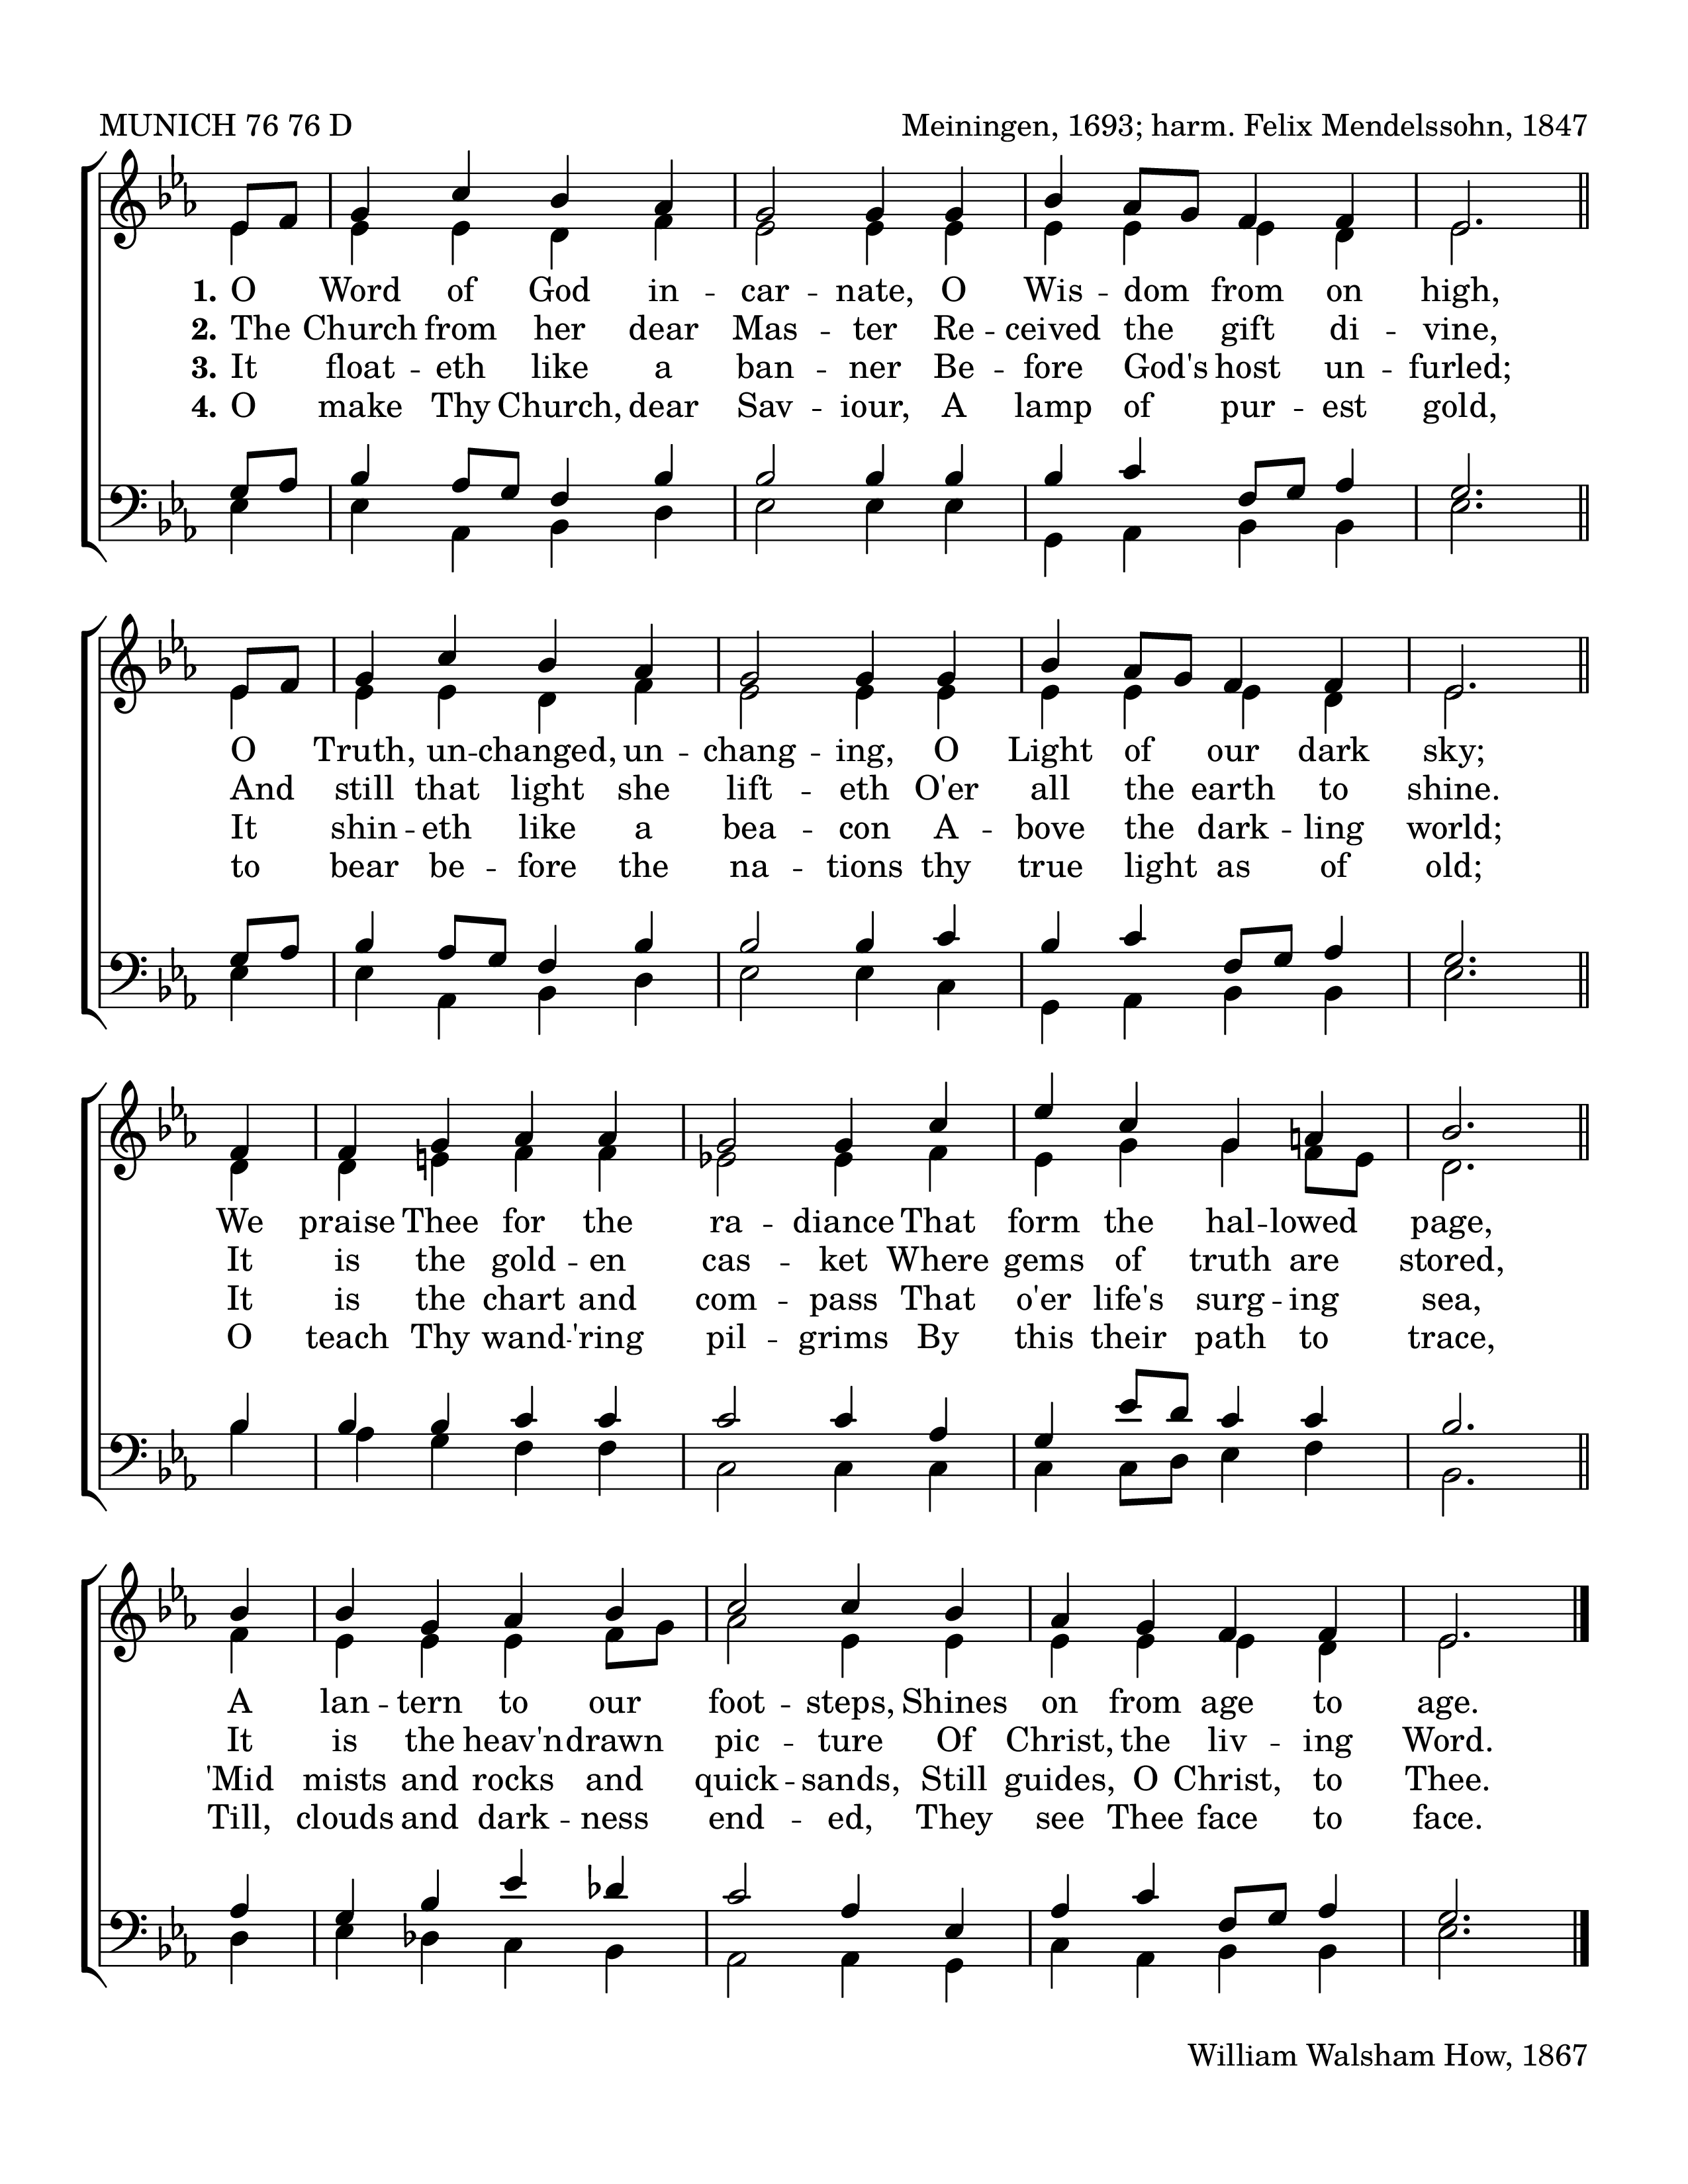 MUNICH 76 76 D
Meiningen, 1693; harm. Felix Mendelssohn, 1847
1. O Word of God in -- car -- nate, O Wis -- dom from on high,
2. The Church from her dear Mas -- ter Re -- ceived the gift di -- vine,
3. It float -- eth like a ban -- ner Be -- fore God's host un -- furled;
4. O make Thy Church, dear Sav -- iour, A lamp of pur -- est gold,
O Truth, un -- changed, un -- chang -- ing, O Light of our dark sky;
And still that light she lift -- eth O'er all the earth to shine.
It shin -- eth like a bea -- con A -- bove the dark -- ling world;
to bear be -- fore the na -- tions thy true light as of old;
We praise Thee for the ra -- diance That form the hal -- lowed page,
It is the gold -- en cas -- ket Where gems of truth are stored,
It is the chart and com -- pass That o'er life's surg -- ing sea,
O teach Thy wand -- 'ring pil -- grims By this their path to trace,
A lan -- tern to our foot -- steps, Shines on from age to age.
It is the heav'n drawn pic -- ture Of Christ, the liv -- ing Word.
'Mid mists and rocks and quick -- sands, Still guides, O Christ, to Thee.
Till, clouds and dark -- ness end -- ed, They see Thee face to face.
William Walsham How, 1867